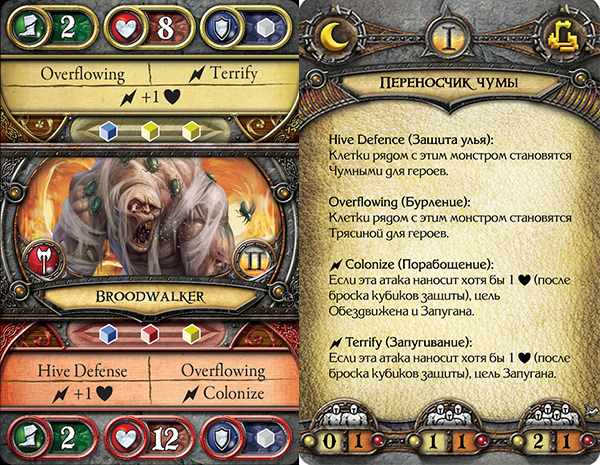 2 8
Overflowing Terrify
+1
BROODWALKER
II
Hive Defense Overflowing
+1 Colonize
2 12
I
Переносчик чумы
Hive Defence (Защита улья):
Клетки рядом с этим монстром становятся
Чумными для героев.
Overflowing (Бурление):
Клетки рядом с этим монстром становятся
Трясиной для героев.
Colonize (Порабощение):
Если эта атака наносит хотя бы 1 (после
броска кубиков защиты), цель
Обездвижена и Запугана.
Terrify (Запугивание):
Если эта атака наносит хотя бы 1 (после
броска кубиков защиты), цель Запугана.
0 1 1 1 2 1